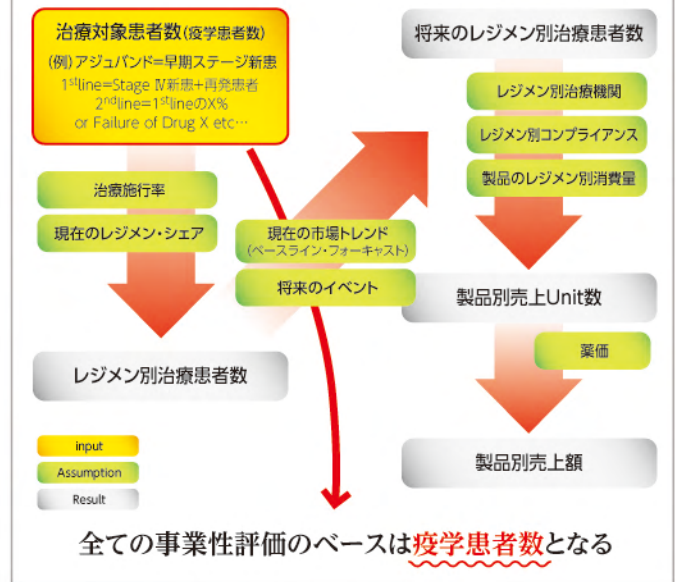 治療対象患者数(疫学患者数)
(例)アジュバンド=早期ステージ新患
1stline=Stage Ⅳ新患+再発患者
2ndline=1stlineのX%
or Failure of Drug X etc…
治療施行率
現在のレジメン・シェア
レジメン別治療患者数
現在の市場トレンド
(ベースライン・フォーキャスト)
将来のイベント
将来のレジメン別治療患者数
レジメン別治療機関
レジメン別コンプライアンス
製品のレジメン別消費量
製品別売上Unit数
薬価
製品別売上額
input
Assumption
Result
全ての事業性評価のベースは疫学患者数となる